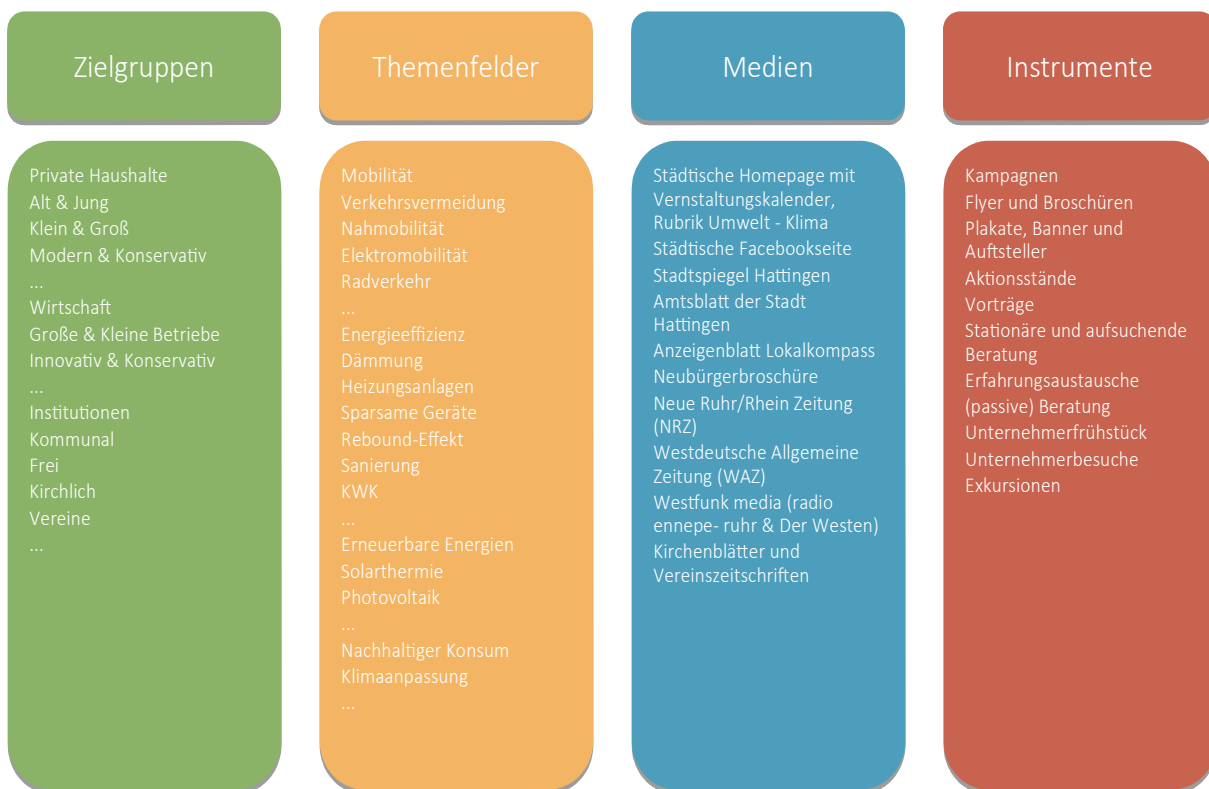 Zielgruppen
Private Haushalte
Alt & Jung
Klein & Groß
Modern & Konservativ
...
Wirtschaft
Große & Kleine Betriebe
Innovativ & Konservativ
...
Institutionen
Kommunal
Frei
Kirchlich
Vereine
...
Themenfelder
Mobilität
Verkehrsvermeidung
Nahmobilität
Elektromobilität
Radverkehr
...
Energieeffizienz
Dämmung
Heizungsanlagen
Sparsame Geräte
Rebound-Effekt
Sanierung
KWK
...
Erneuerbare Energien
Solarthermie
Photovoltaik
...
Nachhaltiger Konsum
Klimaanpassung
...
Medien
Städtische Homepage mit
Vernstaltungskalender,
Rubrik Umwelt - Klima
Städtische Facebookseite
Stadtspiegel Hattingen
Amtsblatt der Stadt
Hattingen
Anzeigenblatt Lokalkompass
Neubürgerbroschüre
Neue Ruhr/Rhein Zeitung
(NRZ)
Westdeutsche Allgemeine
Zeitung (WAZ)
Westfunk media (radio
ennepe- ruhr & Der Westen)
Kirchenblätter und
Vereinszeitschriften
Instrumente
Kampagnen
Flyer und Broschüren
Plakate, Banner und
Auftsteller
Aktionsstände
Vorträge
Stationäre und aufsuchende
Beratung
Erfahrungsaustausche
(passive) Beratung
Unternehmerfrühstück
Unternehmerbesuche
Exkursionen